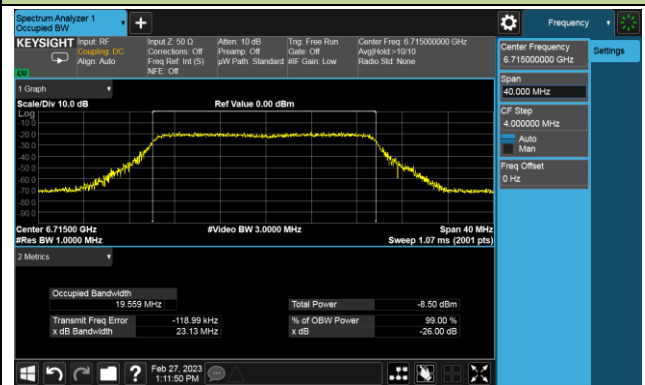 Spectrum Analyzer 1
Occupied BW
Frequency
KEYSIGHT
Input: RF
Coupling: DC
Align: Auto
Input Z: 50 Ω
Corrections: Off
Freq Ref: Int (S)
NFE: Off
Atten: 10 dB
Preamp: Off
µW Path: Standard
Trig: Free Run
Gate: Off
#IF Gain: Low
Center Freq: 6.715000000 GHz
Avg|Hold:>10/10
Radio Std: None
Center Frequency
6.715000000 GHz
Settings
Span
40.000 MHz
CF Step
4.000000 MHz
Auto
Man
Freq Offset
0 Hz
1 Graph
Scale/Div 10.0 dB
Ref Value 0.00 dBm
Log
-10.0
-20.0
-30.0
-40.0
-50.0
-60.0
-70.0
-80.0
-90.0
Center 6.71500 GHz
#Video BW 3.0000 MHz
Span 40 MHz
#Res BW 1.0000 MHz
Sweep 1.07 ms (2001 pts)
2 Metrics
Occupied Bandwidth
19.559 MHz
Total Power -8.50 dBm
Transmit Freq Error -118.99 kHz
% of OBW Power 99.00 %
x dB Bandwidth 23.13 MHz
x dB -26.00 dB
Feb 27, 2023
1:11:50 PM